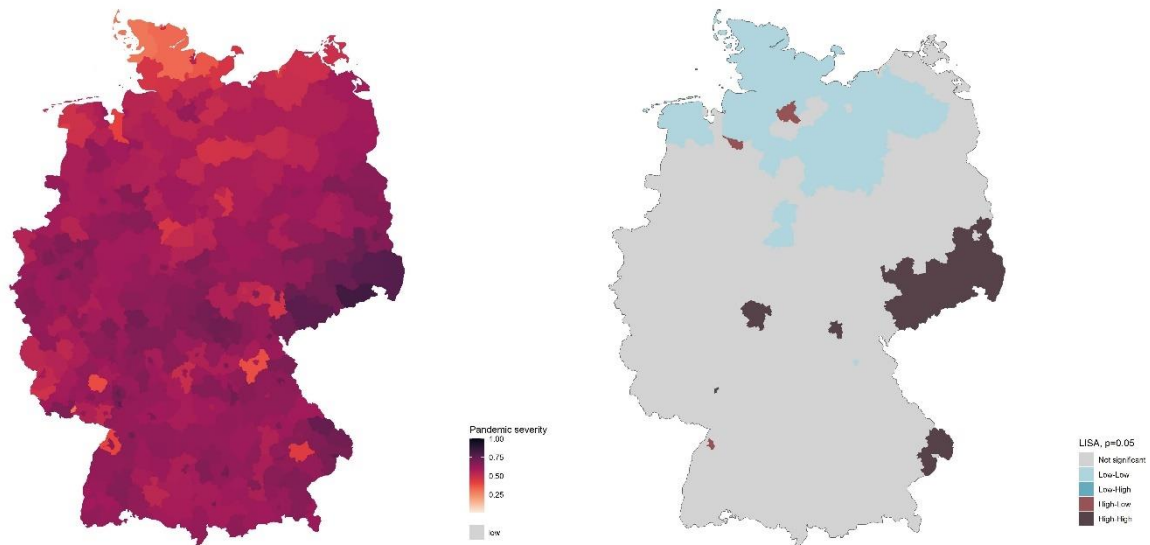 Pandemic severity
1.00
0.75
0.50
0.25
low
LISA, p=0.05
Not significant
Low-Low
Low-High
High-Low
High-High